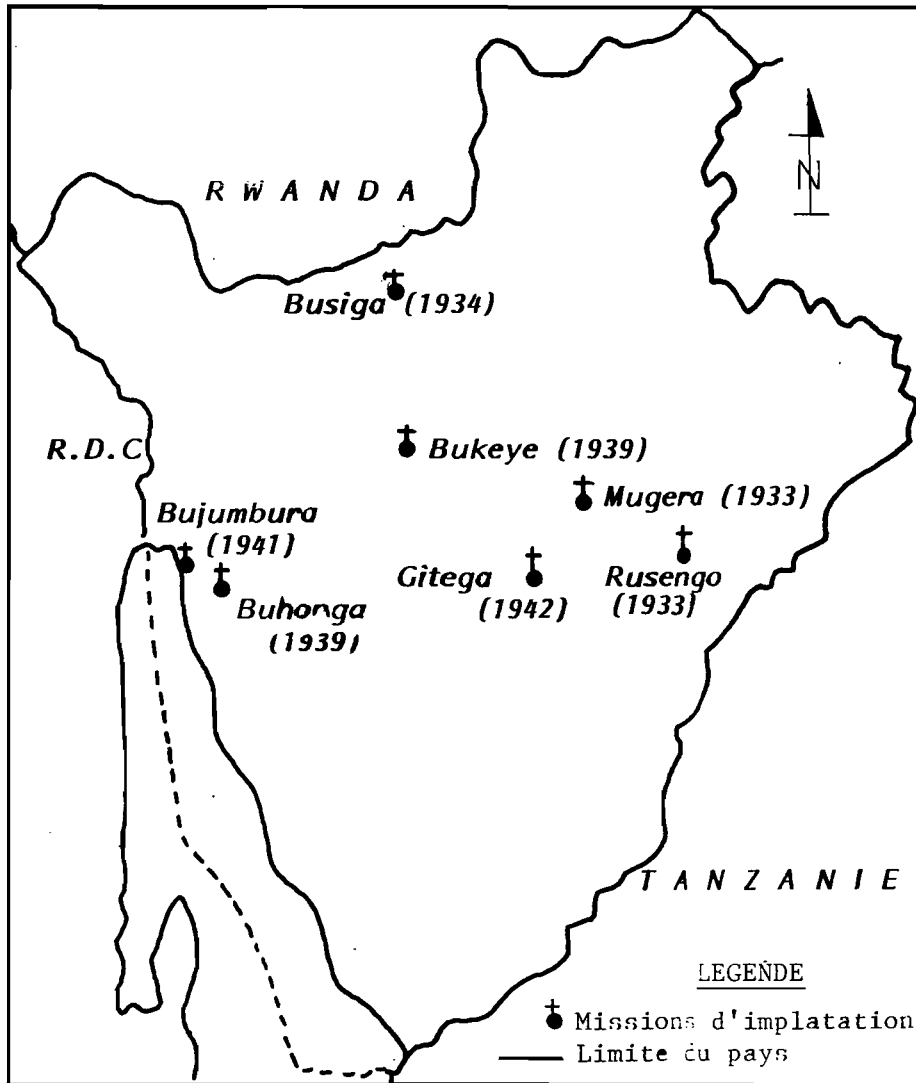 RWANDA
N
Busiga (1934)
R.D.C
Bukeye (1939)
Mugera (1933)
Bujumbura
(1941)
Gitega
(1942)
Rusengo
(1933)
Buhonga
(1939)
TANZANIE
LEGENDE
Missions d'implatation
Limite du pays